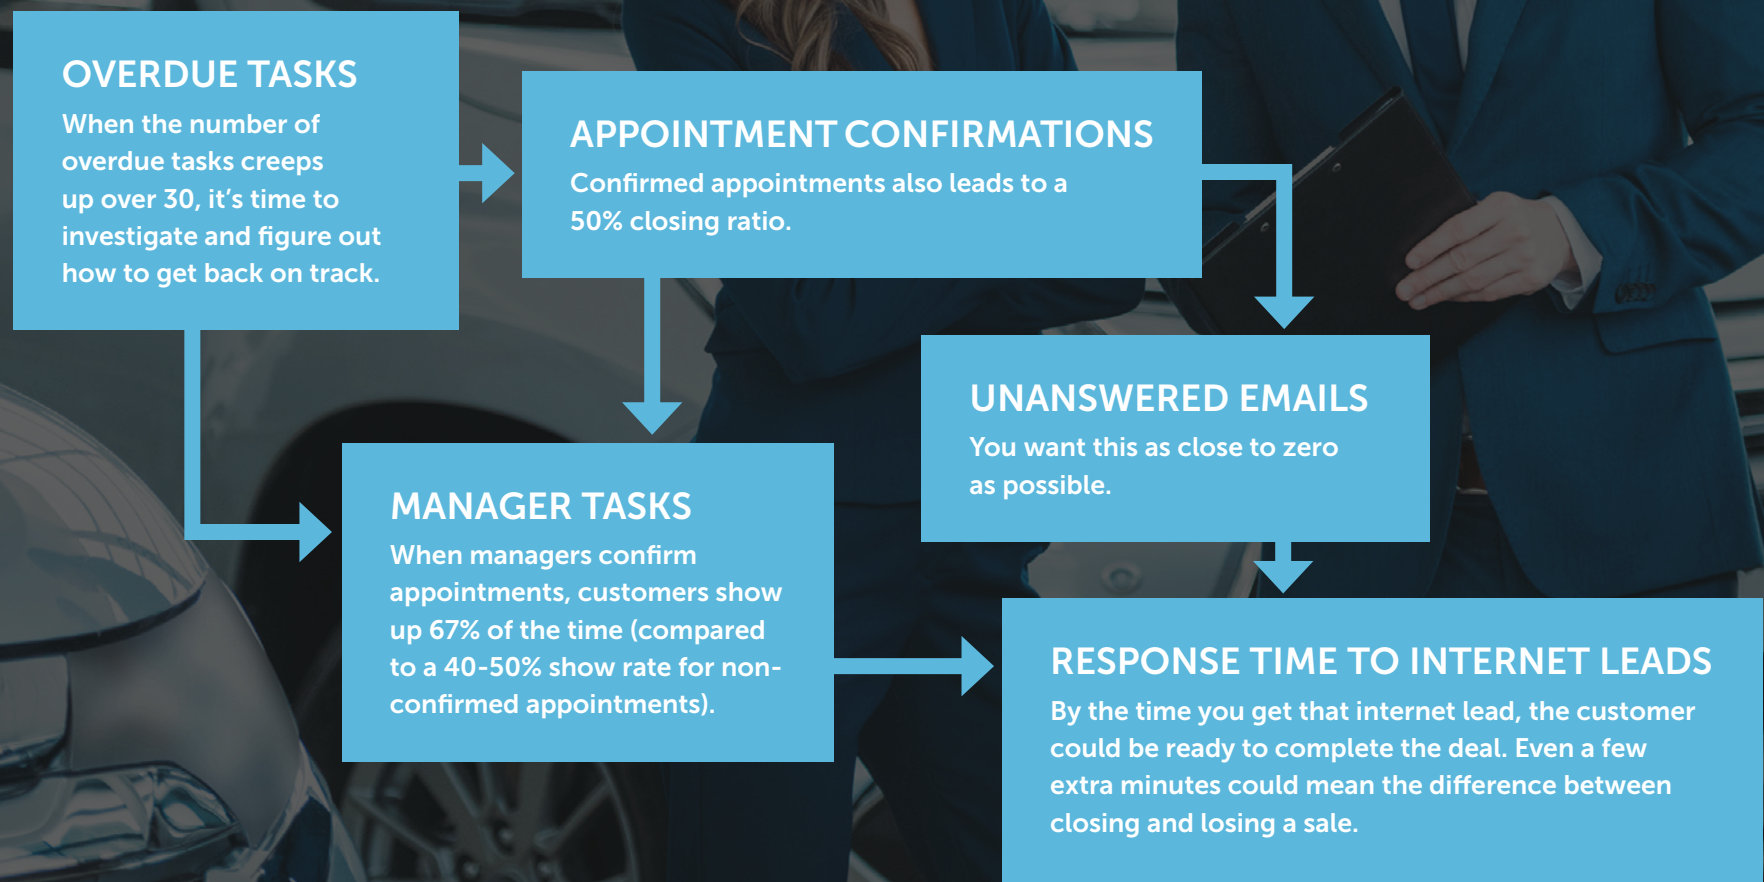 OVERDUE TASKS
When the number of
overdue tasks creeps
up over 30, it’s time to
investigate and figure out
how to get back on track.
APPOINTMENT CONFIRMATIONS
Confirmed appointments also leads to a
50% closing ratio.
UNANSWERED EMAILS
You want this as close to zero
as possible.
MANAGER TASKS
When managers confirm
appointments, customers show
up 67% of the time (compared
to a 40-50% show rate for non-
confirmed appointments).
RESPONSE TIME TO INTERNET LEADS
By the time you get that internet lead, the customer
could be ready to complete the deal. Even a few
extra minutes could mean the difference between
closing and losing a sale.